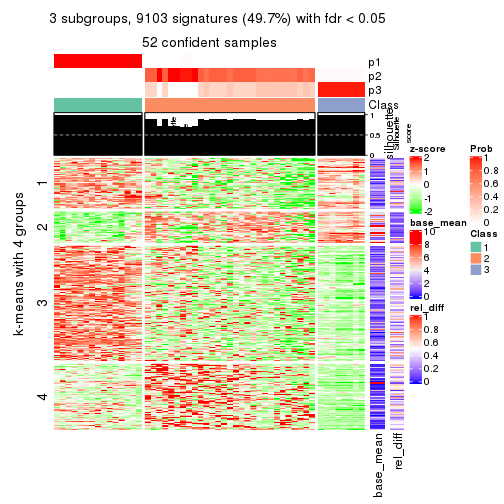 3 subgroups, 9103 signatures (49.7%) with fdr < 0.05
52 confident samples
p1
p2
p3
Class
1
0.5
0
Silhouette
score
k-means with 4 groups
1
2
3
4
base_mean
rel_diff
z-score
2
1
0
-1
-2
base_mean
10
8
6
4
2
0
rel_diff
1
0.8
0.6
0.4
0.2
0
Prob
1
0.8
0.6
0.4
0.2
0
Class
1
2
3